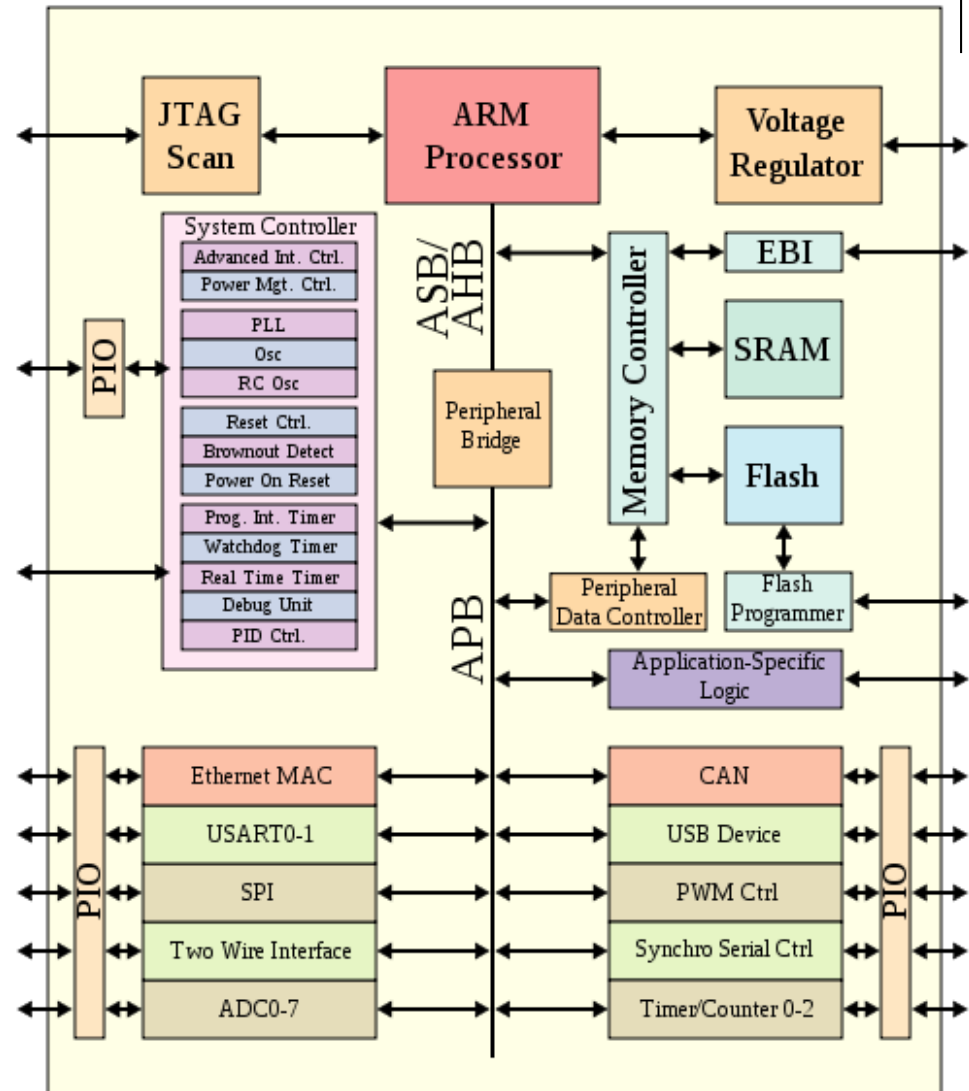 JTAG
Scan
ARM
Processor
Voltage
Regulator
System Controller
Advanced Int. Ctrl.
Power Mgt. Ctrl.
PLL
Osc
RC Osc
Reset Ctrl.
Brownout Detect
Power On Reset
Prog. Int. Timer
Watchdog Timer
Real Time Timer
Debug Unit
PID Ctrl.
PIO
ASB/
AHB
Peripheral
Bridge
APB
Memory Controller
EBI
SRAM
Flash
Peripheral
Data Controller
Flash
Programmer
Application-Specific
Logic
PIO
Ethernet MAC
USART0-1
SPI
Two Wire Interface
ADC0-7
CAN
USB Device
PWM Ctrl
Synchro Serial Ctrl
Timer/Counter 0-2
PIO